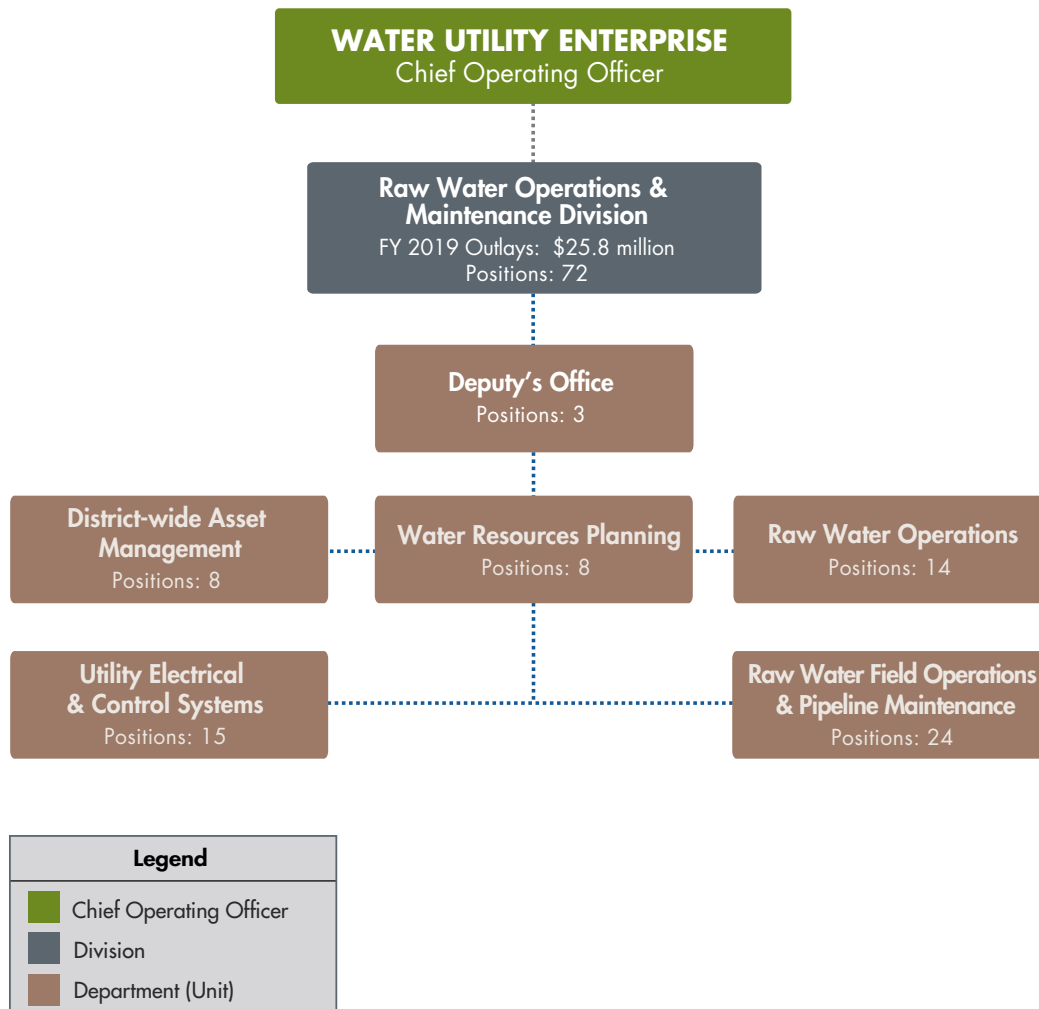 WATER UTILITY ENTERPRISE
Chief Operating Officer
Raw Water Operations &
Maintenance Division
FY 2019 Outlays: $25.8 million
Positions: 72
Deputy’s Office
Positions: 3
District-wide Asset
Management
Positions: 8
Water Resources Planning
Positions: 8
Raw Water Operations
Positions: 14
Utility Electrical
& Control Systems
Positions: 15
Raw Water Field Operations
& Pipeline Maintenance
Positions: 24
Legend
Chief Operating Officer
Division
Department (Unit)